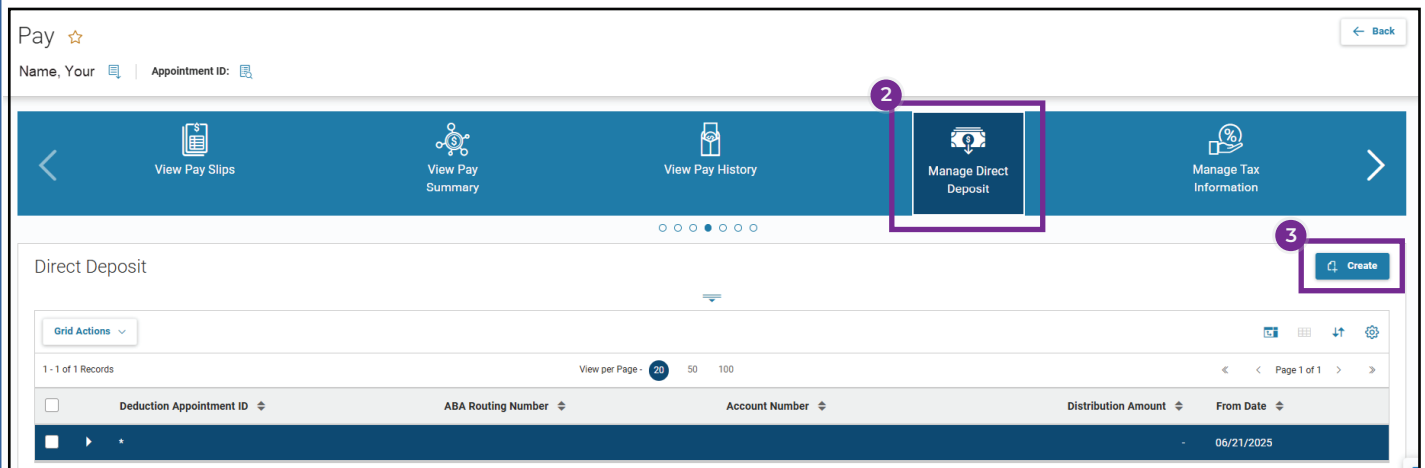 Pay
Back
Name, Your
Appointment ID:
2
View Pay Slips
View Pay
Summary
View Pay History
Manage Direct
Deposit
Manage Tax
Information
3
Direct Deposit
Create
Grid Actions
1 - 1 of 1 Records
View per Page - 20 50 100
« < Page 1 of 1 > »
Deduction Appointment ID ABA Routing Number Account Number Distribution Amount From Date
* - 06/21/2025